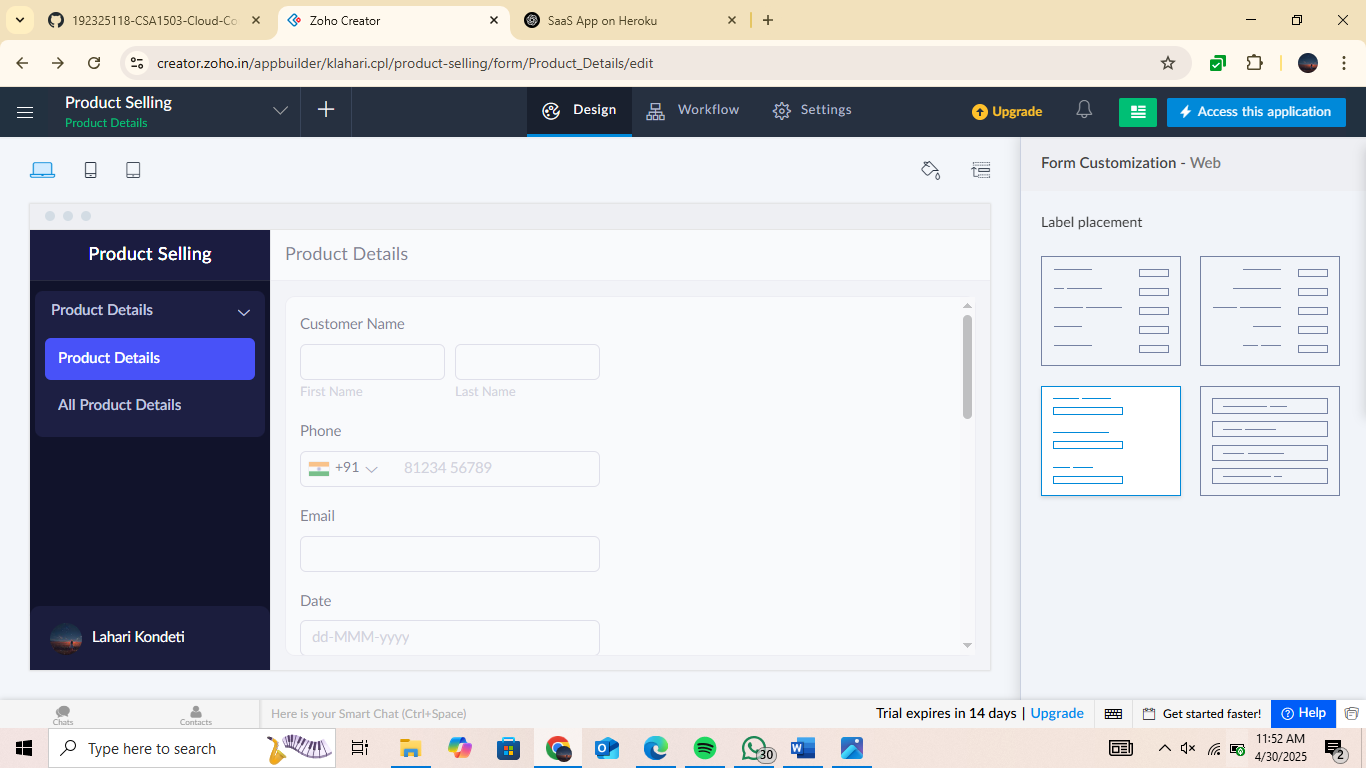 192325118-CSA1503-Cloud-Co
Zoho Creator
SaaS App on Heroku
creator.zoho.in/appbuilder/klahari.cpl/product-selling/form/Product_Details/edit
Product Selling
Product Details
Design
Workflow
Settings
Upgrade
Access this application
Form Customization - Web
Label placement
Product Selling
Product Details
Product Details
All Product Details
Lahari Kondeti
Product Details
Customer Name
First Name
Last Name
Phone
+91
81234 56789
Email
Date
dd-MMM-yyyy
Chats
Contacts
Here is your Smart Chat (Ctrl+Space)
Trial expires in 14 days | Upgrade
Get started faster!
Help
Type here to search
30
11:52 AM
4/30/2025
2